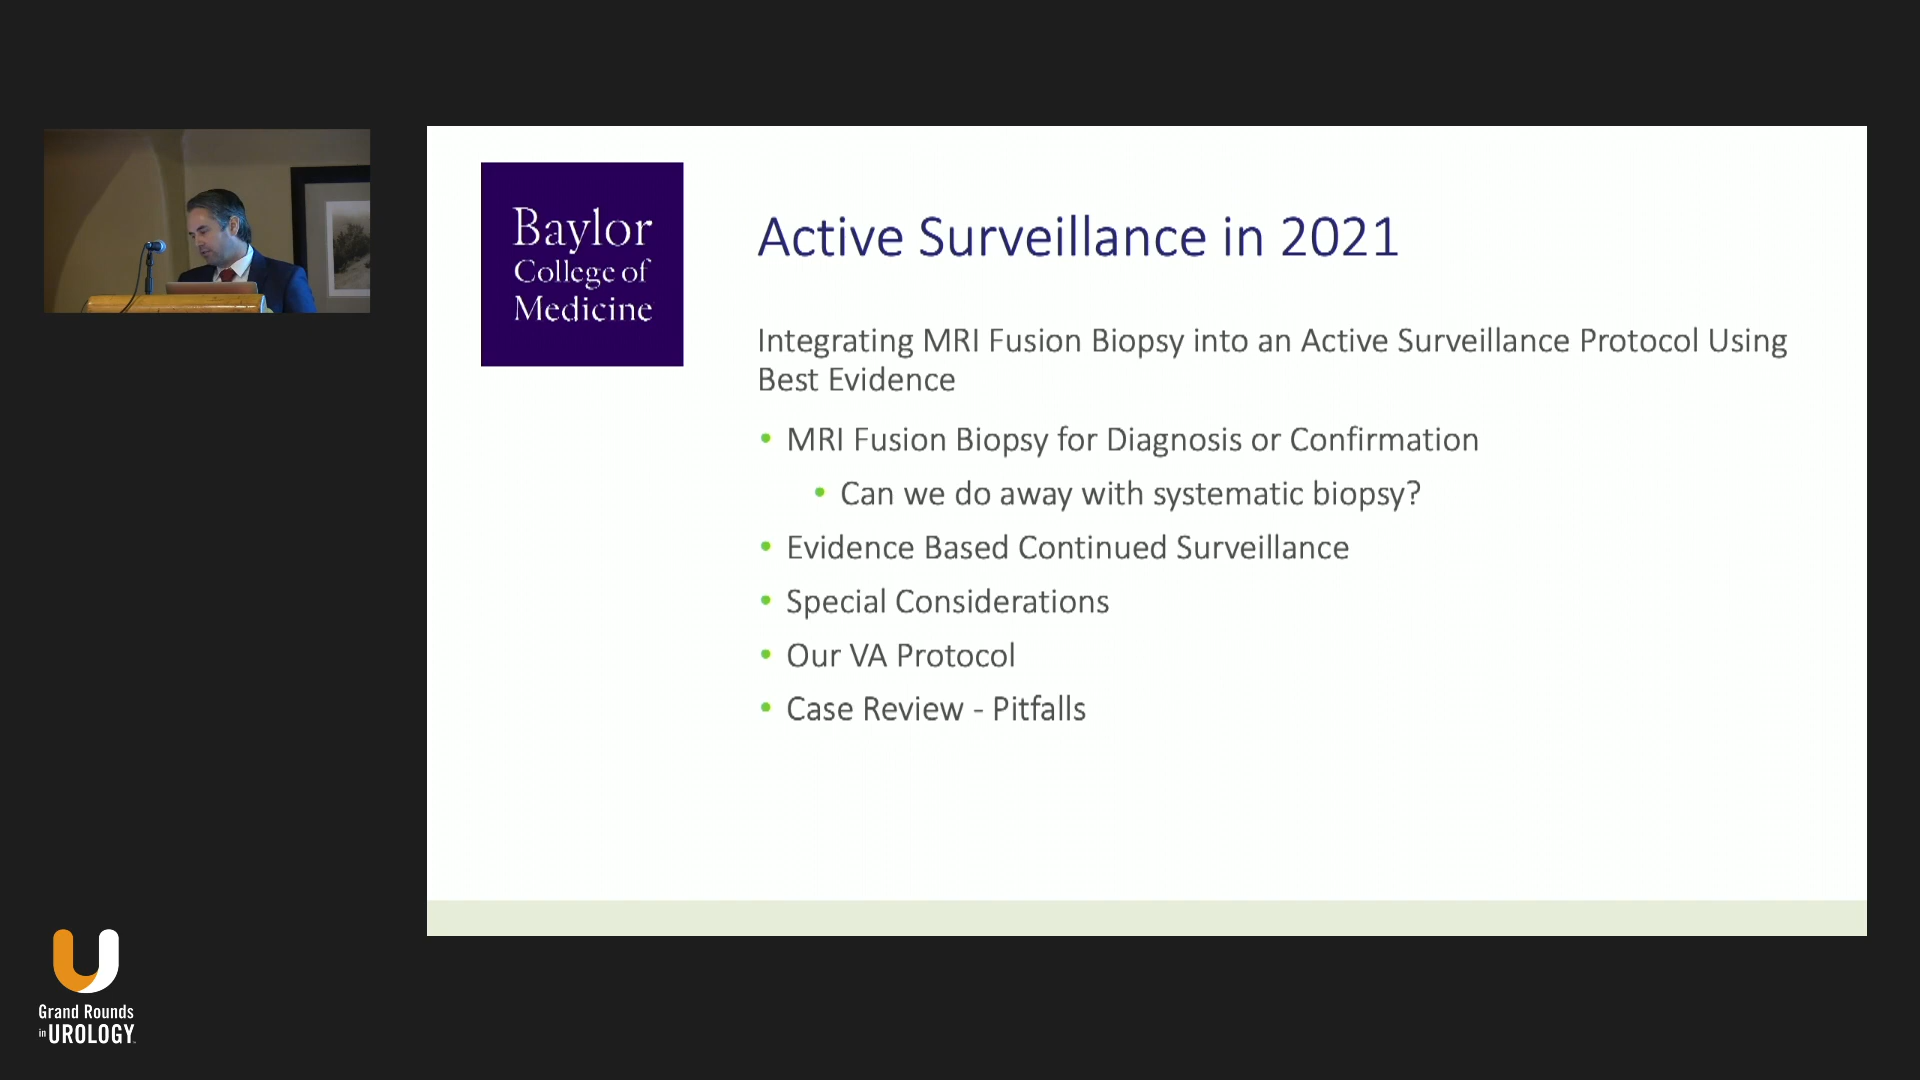 Baylor
College of
Medicine
Active Surveillance in 2021
Integrating MRI Fusion Biopsy into an Active Surveillance Protocol Using
Best Evidence
• MRI Fusion Biopsy for Diagnosis or Confirmation
• Can we do away with systematic biopsy?
• Evidence Based Continued Surveillance
• Special Considerations
• Our VA Protocol
• Case Review - Pitfalls
Grand Rounds
in UROLOGY